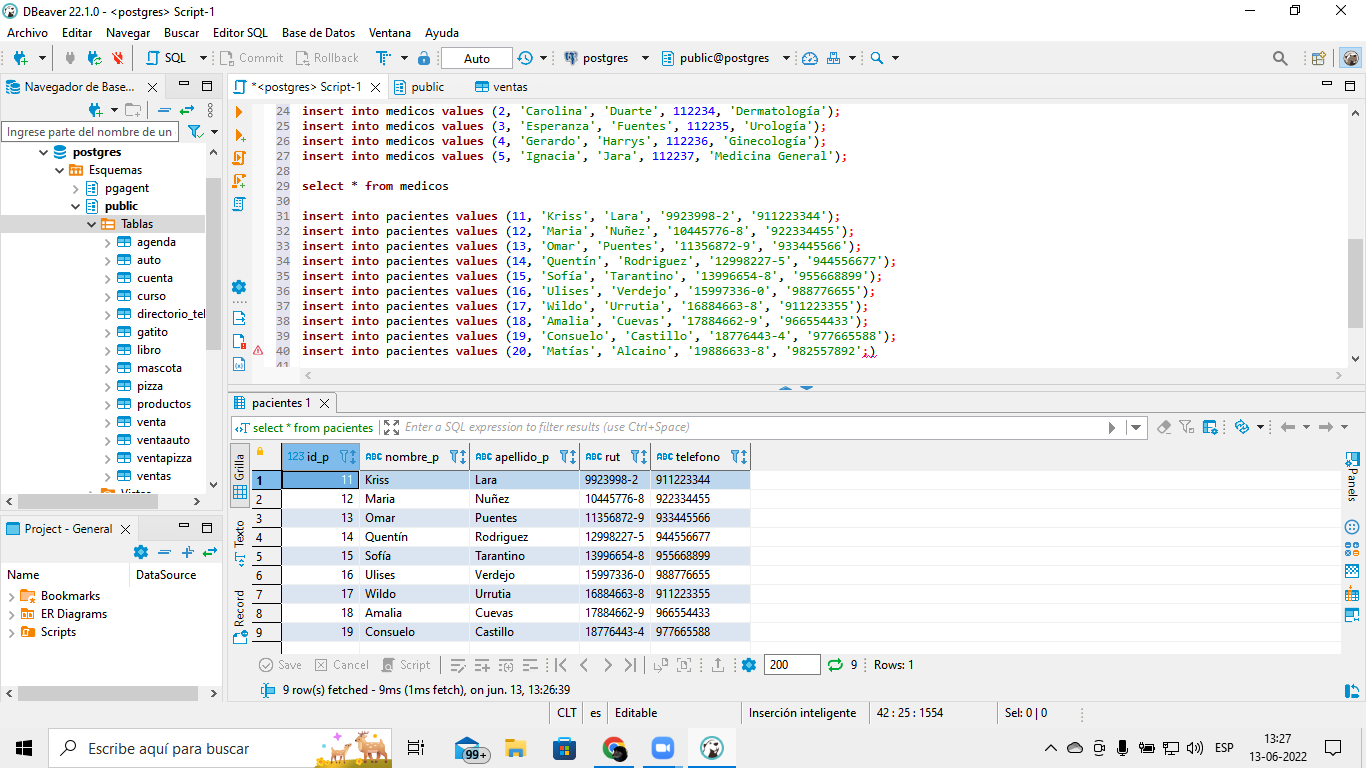 DBeaver 22.1.0 - <postgres> Script-1
Archivo Editar Navegar Buscar Editor SQL Base de Datos Ventana Ayuda
SQL Commit Rollback Auto postgres public@postgres
Navegador de Base...
*<postgres> Script-1 public ventas
Ingrese parte del nombre de un
postgres
Esquemas
pgagent
public
Tablas
agenda
auto
cuenta
curso
directorio_tel
gatito
libro
mascota
pizza
productos
venta
ventaauto
ventapizza
ventas
24 insert into medicos values (2, 'Carolina', 'Duarte', 112234, 'Dermatología');
25 insert into medicos values (3, 'Esperanza', 'Fuentes', 112235, 'Urología');
26 insert into medicos values (4, 'Gerardo', 'Harrys', 112236, 'Ginecología');
27 insert into medicos values (5, 'Ignacia', 'Jara', 112237, 'Medicina General');
28
29 select * from medicos
30
31 insert into pacientes values (11, 'Kriss', 'Lara', '9923998-2', '911223344');
32 insert into pacientes values (12, 'Maria', 'Nuñez', '10445776-8', '922334455');
33 insert into pacientes values (13, 'Omar', 'Puentes', '11356872-9', '933445566');
34 insert into pacientes values (14, 'Quentín', 'Rodriguez', '12998227-5', '944556677');
35 insert into pacientes values (15, 'Sofía', 'Tarantino', '13996654-8', '955668899');
36 insert into pacientes values (16, 'Ulises', 'Verdejo', '15997336-0', '988776655');
37 insert into pacientes values (17, 'Wildo', 'Urrutia', '16884663-8', '911223355');
38 insert into pacientes values (18, 'Amalia', 'Cuevas', '17884662-9', '966554433');
39 insert into pacientes values (19, 'Consuelo', 'Castillo', '18776443-4', '977665588');
40 insert into pacientes values (20, 'Matías', 'Alcaino', '19886633-8', '982557892';)
41
pacientes 1
select * from pacientes Enter a SQL expression to filter results (use Ctrl+Space)
Grilla
Texto
Record
123 id_p ABC nombre_p ABC apellido_p ABC rut ABC telefono
1 11 Kriss Lara 9923998-2 911223344
2 12 Maria Nuñez 10445776-8 922334455
3 13 Omar Puentes 11356872-9 933445566
4 14 Quentín Rodriguez 12998227-5 944556677
5 15 Sofía Tarantino 13996654-8 955668899
6 16 Ulises Verdejo 15997336-0 988776655
7 17 Wildo Urrutia 16884663-8 911223355
8 18 Amalia Cuevas 17884662-9 966554433
9 19 Consuelo Castillo 18776443-4 977665588
Panels
Save Cancel Script 200 9 Rows: 1
9 row(s) fetched - 9ms (1ms fetch), on jun. 13, 13:26:39
Project - General
Name DataSource
Bookmarks
ER Diagrams
Scripts
CLT es Editable Inserción inteligente 42 : 25 : 1554 Sel: 0 | 0
Escribe aquí para buscar
99+
ESP
13:27
13-06-2022